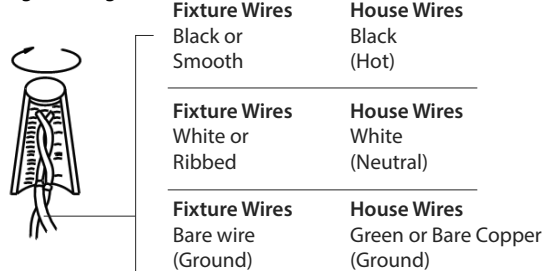 Fixture Wires House Wires
Black or Black
Smooth (Hot)
Fixture Wires House Wires
White or White
Ribbed (Neutral)
Fixture Wires House Wires
Bare wire Green or Bare Copper
(Ground) (Ground)